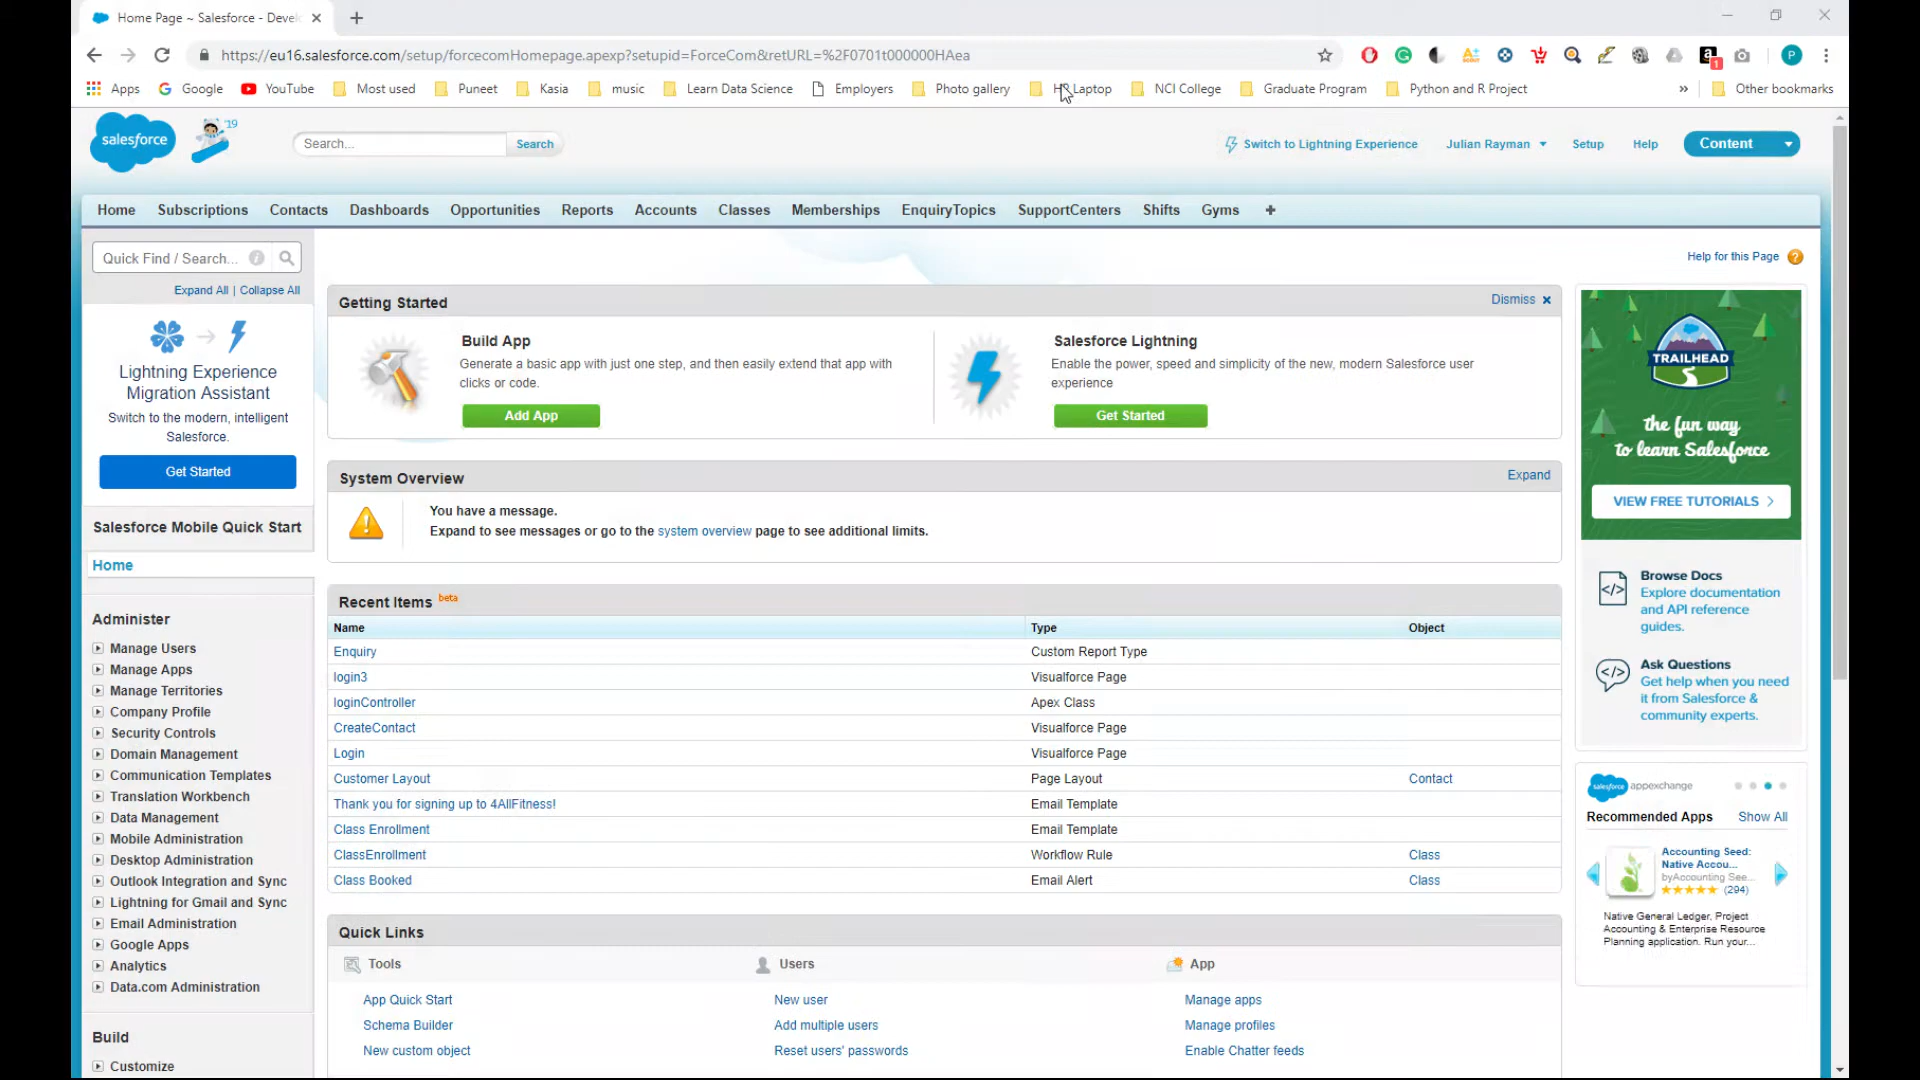 Home Page ~ Salesforce - Devel
https://eu16.salesforce.com/setup/forcecomHomepage.apexp?setupid=ForceCom&retURL=%2F0701t000000HAea
1
P
Apps
Google
YouTube
Most used
Puneet
Kasia
music
Learn Data Science
Employers
Photo gallery
HP Laptop
NCI College
Graduate Program
Python and R Project
»
Other bookmarks
salesforce
'19
Search...
Search
Switch to Lightning Experience
Julian Rayman
Setup
Help
Content
Home
Subscriptions
Contacts
Dashboards
Opportunities
Reports
Accounts
Classes
Memberships
EnquiryTopics
SupportCenters
Shifts
Gyms
+
Quick Find / Search...
Expand All | Collapse All
Lightning Experience
Migration Assistant
Switch to the modern, intelligent
Salesforce.
Get Started
Salesforce Mobile Quick Start
Home
Administer
Manage Users
Manage Apps
Manage Territories
Company Profile
Security Controls
Domain Management
Communication Templates
Translation Workbench
Data Management
Mobile Administration
Desktop Administration
Outlook Integration and Sync
Lightning for Gmail and Sync
Email Administration
Google Apps
Analytics
Data.com Administration
Build
Customize
Help for this Page ?
Getting Started
Dismiss
Build App
Generate a basic app with just one step, and then easily extend that app with
clicks or code.
Add App
Salesforce Lightning
Enable the power, speed and simplicity of the new, modern Salesforce user
experience
Get Started
System Overview
Expand
You have a message.
Expand to see messages or go to the system overview page to see additional limits.
Recent Items beta
Name Type Object
Enquiry Custom Report Type
login3 Visualforce Page
loginController Apex Class
CreateContact Visualforce Page
Login Visualforce Page
Customer Layout Page Layout Contact
Thank you for signing up to 4AllFitness! Email Template
Class Enrollment Email Template
ClassEnrollment Workflow Rule Class
Class Booked Email Alert Class
Quick Links
Tools
App Quick Start
Schema Builder
New custom object
Users
New user
Add multiple users
Reset users' passwords
App
Manage apps
Manage profiles
Enable Chatter feeds
TRAILHEAD
the fun way
to learn Salesforce
VIEW FREE TUTORIALS
Browse Docs
Explore documentation
and API reference
guides.
Ask Questions
Get help when you need
it from Salesforce &
community experts.
salesforce appexchange
Recommended Apps
Show All
Accounting Seed:
Native Accou...
byAccounting See...
(294)
Native General Ledger, Project
Accounting & Enterprise Resource
Planning application. Run your...